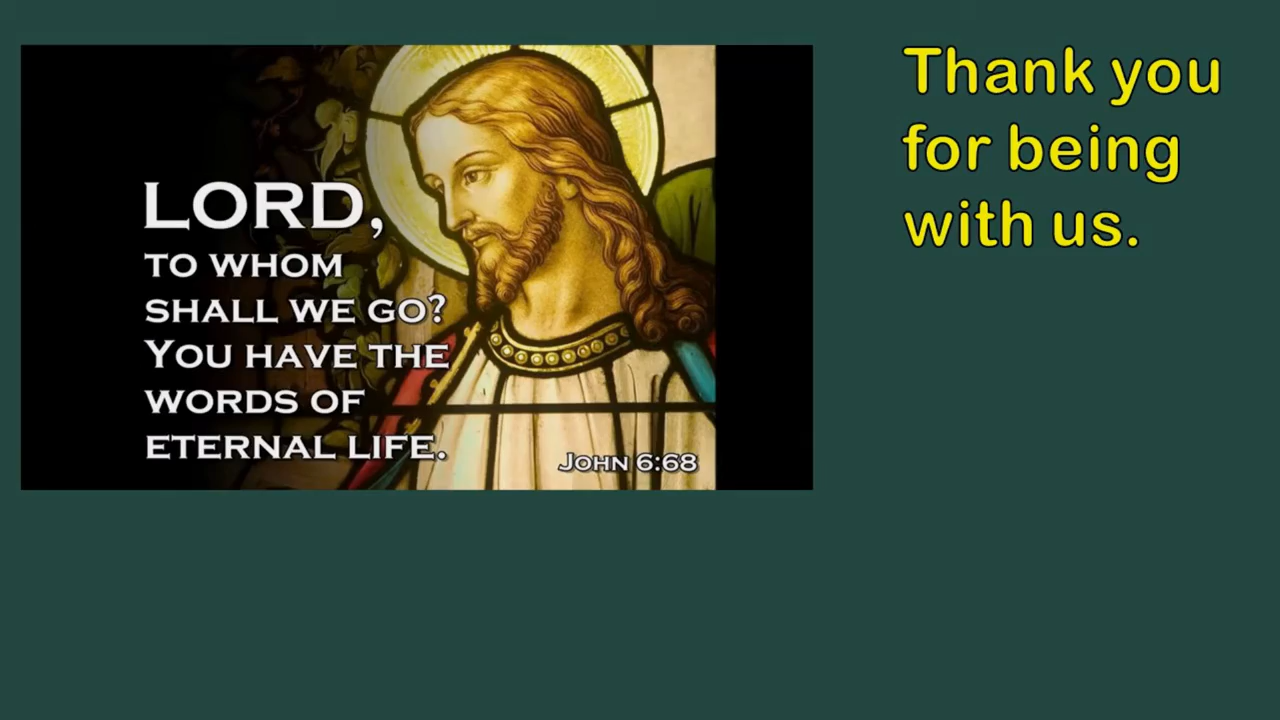 LORD,
TO WHOM
SHALL WE GO?
YOU HAVE THE
WORDS OF
ETERNAL LIFE.
JOHN 6:68
Thank you
for being
with us.